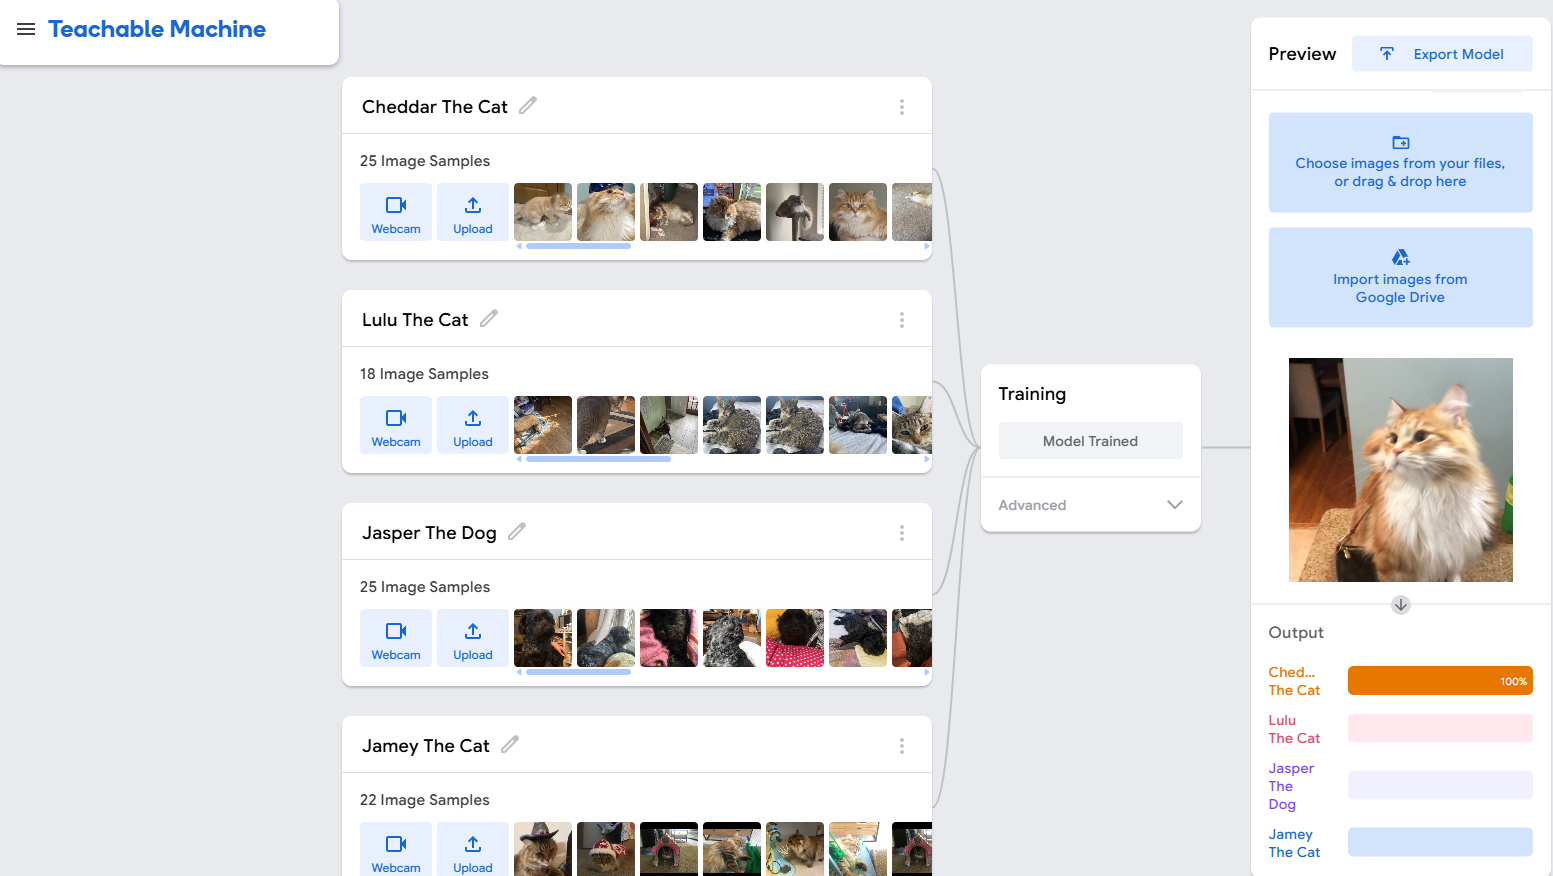 Teachable Machine
Cheddar The Cat
25 Image Samples
Webcam
Upload
Lulu The Cat
18 Image Samples
Webcam
Upload
Jasper The Dog
25 Image Samples
Webcam
Upload
Jamey The Cat
22 Image Samples
Webcam
Upload
Training
Model Trained
Advanced
Preview
Export Model
Choose images from your files,
or drag & drop here
Import images from
Google Drive
Output
Ched...
The Cat
100%
Lulu
The Cat
Jasper
The
Dog
Jamey
The Cat